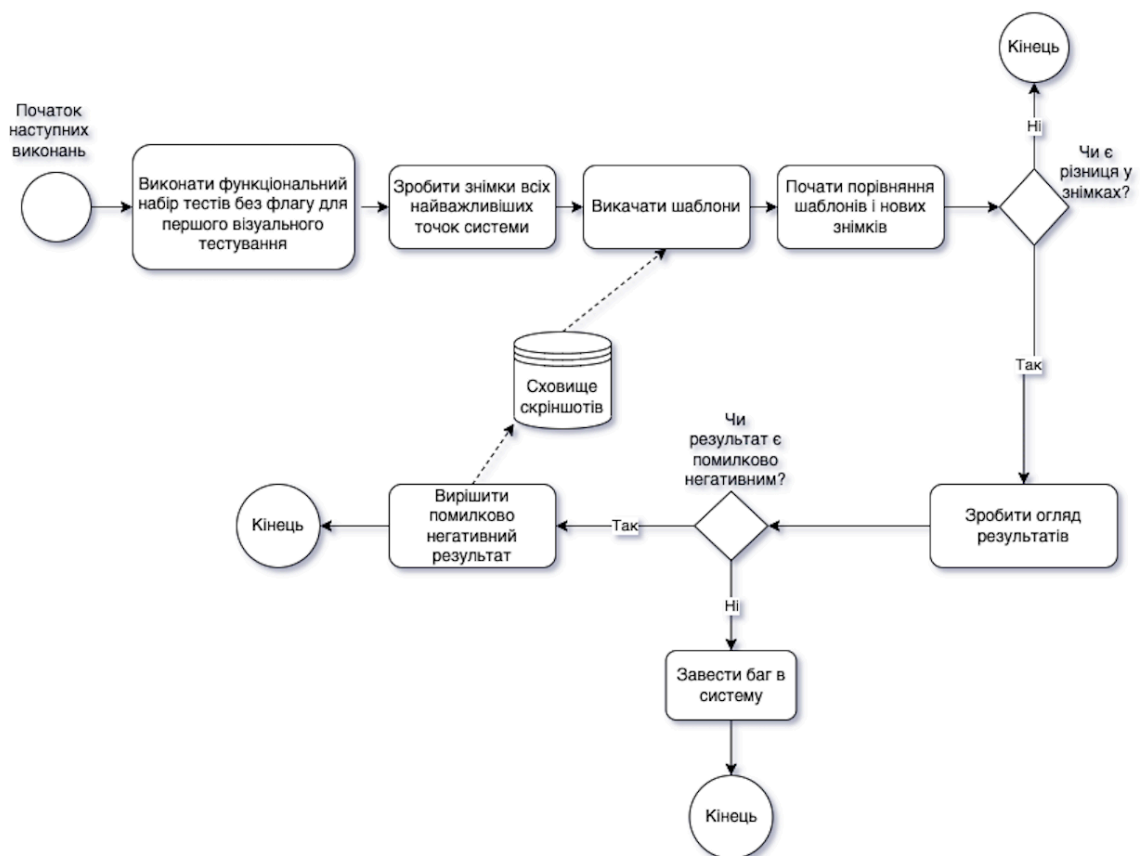 Кінець
Ні
Чи є
різниця у
знімках?
Початок
наступних
виконань
Виконати функціональний
набір тестів без флагу для
першого візуального
тестування
Зробити знімки всіх
найважливіших
точок системи
Викачати шаблони
Почати порівняння
шаблонів і нових
знімків
Так
Сховище
скріншотів
Чи
результат є
помилково
негативним?
Кінець
Вирішити
помилково
негативний
результат
Так
Зробити огляд
результатів
Ні
Завести баг в
систему
Кінець